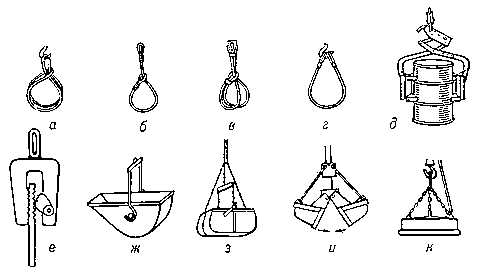 а б в г д
е ж з и к